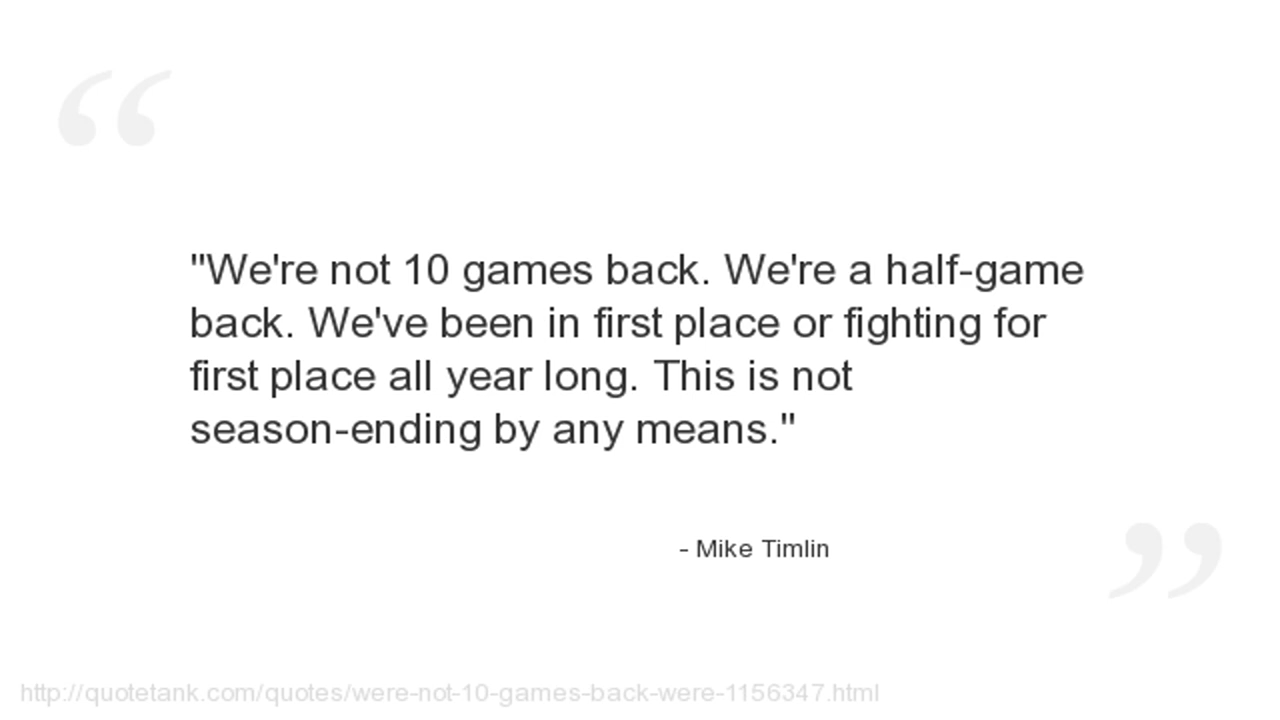 "We're not 10 games back. We're a half-game
back. We've been in first place or fighting for
first place all year long. This is not
season-ending by any means."
- Mike Timlin
http://quotetank.com/quotes/were-not-10-games-back-were-1156347.html